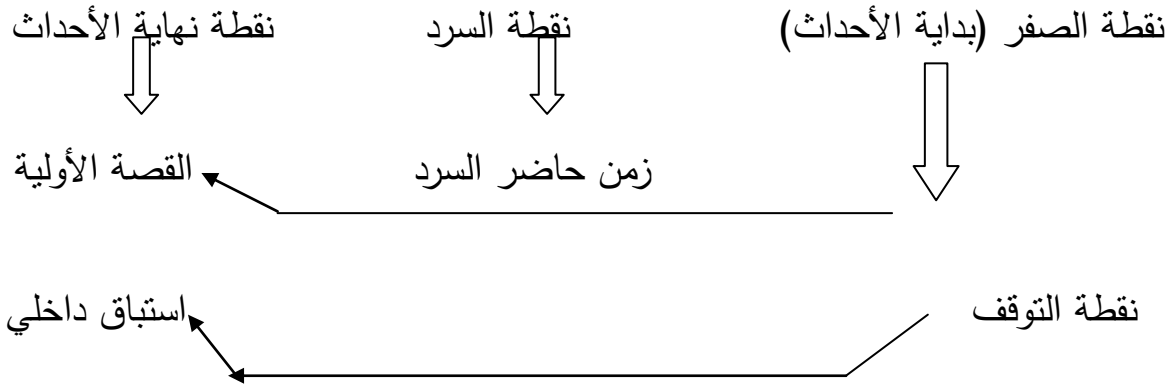 نقطة الصفر (بداية الأحداث) نقطة السرد نقطة نهاية الأحداث
زمن حاضر السرد القصة الأولية
نقطة التوقف استباق داخلي